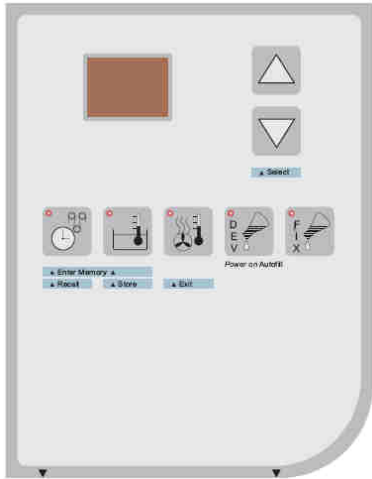 ▲ Select
D
E
V
F
I
X
▲ Enter Memory ▲
▲ Recall ▲ Store ▲ Exit
Power on Autofill